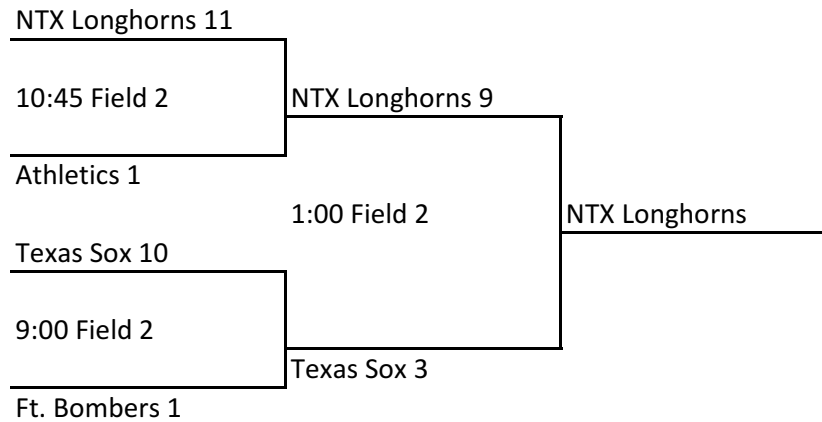 NTX Longhorns 11
10:45 Field 2
NTX Longhorns 9
Athletics 1
1:00 Field 2
NTX Longhorns
Texas Sox 10
9:00 Field 2
Texas Sox 3
Ft. Bombers 1